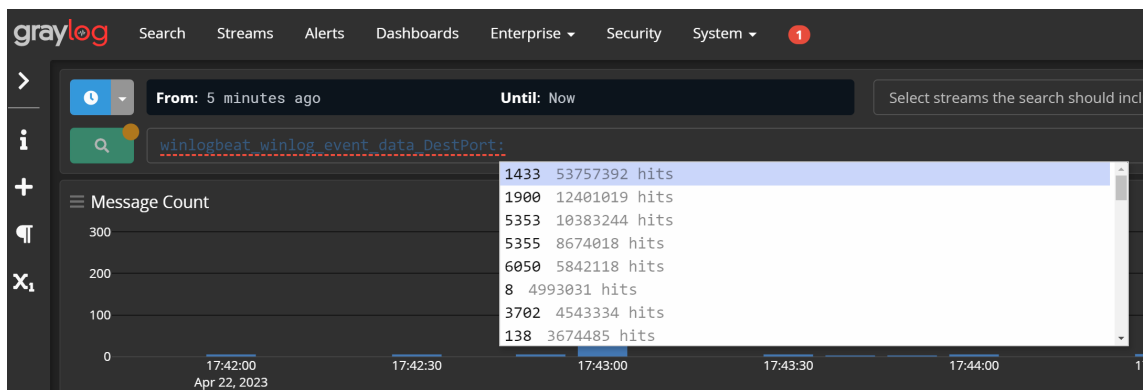 graylog Search Streams Alerts Dashboards Enterprise Security System 1
From: 5 minutes ago Until: Now Select streams the search should incl
winlogbeat_winlog_event_data_DestPort:
1433 53757392 hits
1900 12401019 hits
5353 10383244 hits
5355 8674018 hits
6050 5842118 hits
8 4993031 hits
3702 4543334 hits
138 3674485 hits
Message Count
300
200
100
0
17:42:00 17:42:30 17:43:00 17:43:30 17:44:00 1
Apr 22, 2023